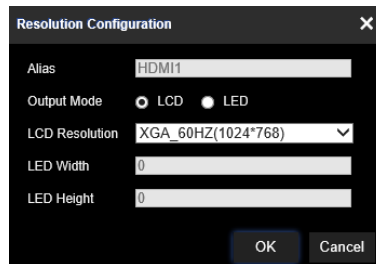 Resolution Configuration
Alias HDMI1
Output Mode LCD LED
LCD Resolution XGA_60HZ(1024*768)
LED Width 0
LED Height 0
OK Cancel